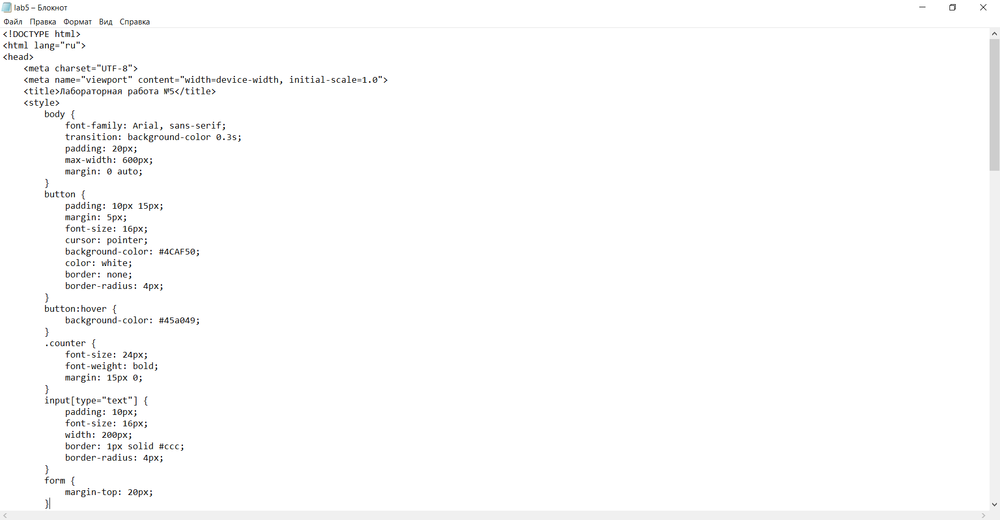 lab5 – Блокнот
Файл Правка Формат Вид Справка
<!DOCTYPE html>
<html lang="ru">
<head>
    <meta charset="UTF-8">
    <meta name="viewport" content="width=device-width, initial-scale=1.0">
    <title>Лабораторная работа №5</title>
    <style>
        body {
            font-family: Arial, sans-serif;
            transition: background-color 0.3s;
            padding: 20px;
            max-width: 600px;
            margin: 0 auto;
        }
        button {
            padding: 10px 15px;
            margin: 5px;
            font-size: 16px;
            cursor: pointer;
            background-color: #4CAF50;
            color: white;
            border: none;
            border-radius: 4px;
        }
        button:hover {
            background-color: #45a049;
        }
        .counter {
            font-size: 24px;
            font-weight: bold;
            margin: 15px 0;
        }
        input[type="text"] {
            padding: 10px;
            font-size: 16px;
            width: 200px;
            border: 1px solid #ccc;
            border-radius: 4px;
        }
        form {
            margin-top: 20px;
        }